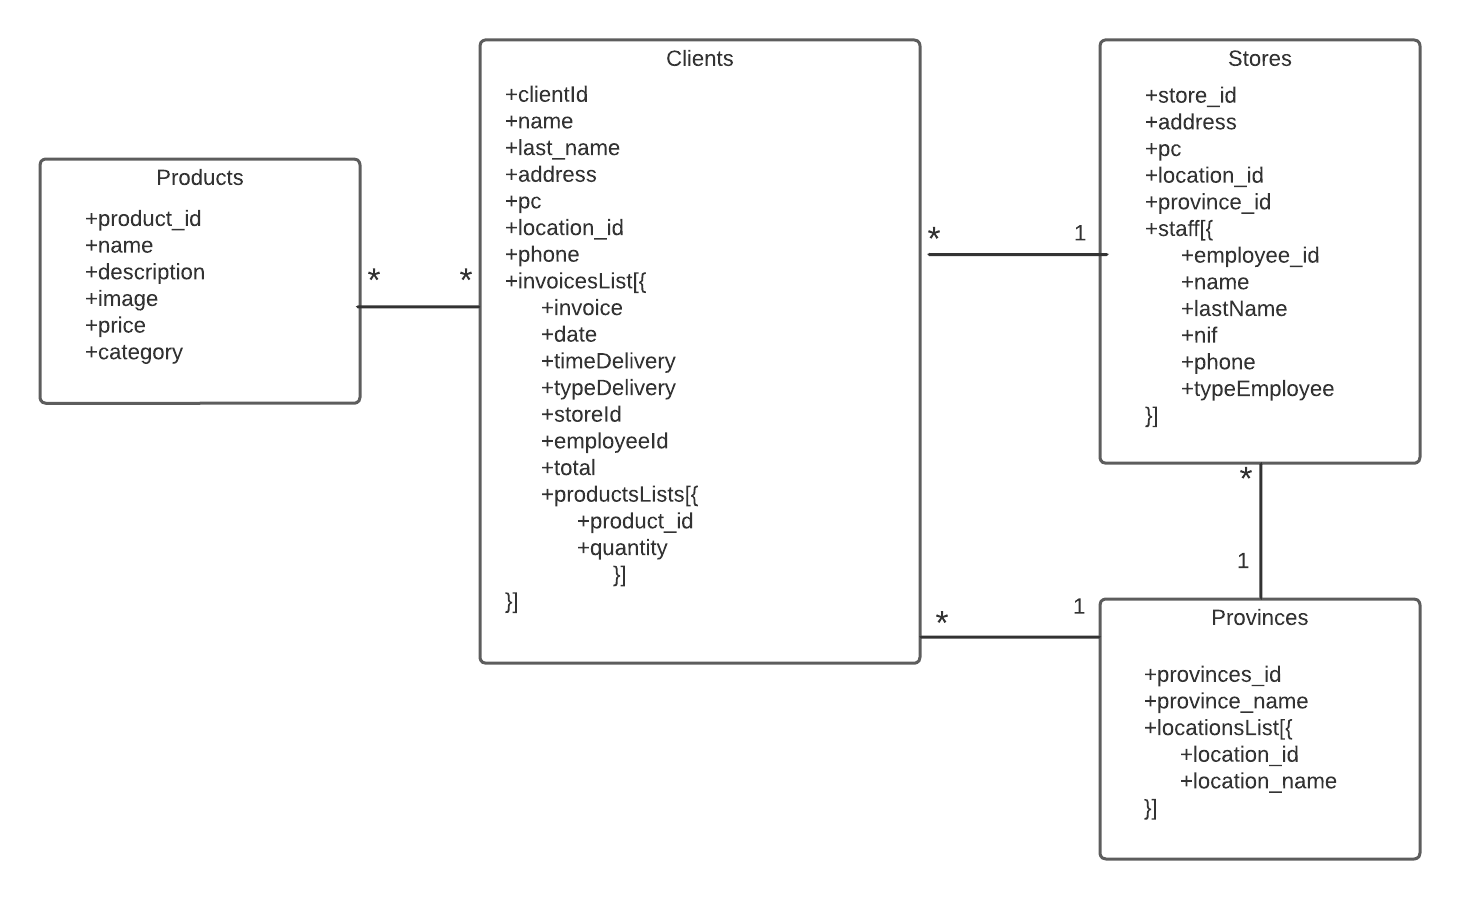 Products
+product_id
+name
+description
+image
+price
+category
*
*
Clients
+clientId
+name
+last_name
+address
+pc
+location_id
+phone
+invoicesList[{
+invoice
+date
+timeDelivery
+typeDelivery
+storeId
+employeeId
+total
+productsLists[{
+product_id
+quantity
}]
}]
*
1
Stores
+store_id
+address
+pc
+location_id
+province_id
+staff[{
+employee_id
+name
+lastName
+nif
+phone
+typeEmployee
}]
*
1
*
1
Provinces
+provinces_id
+province_name
+locationsList[{
+location_id
+location_name
}]